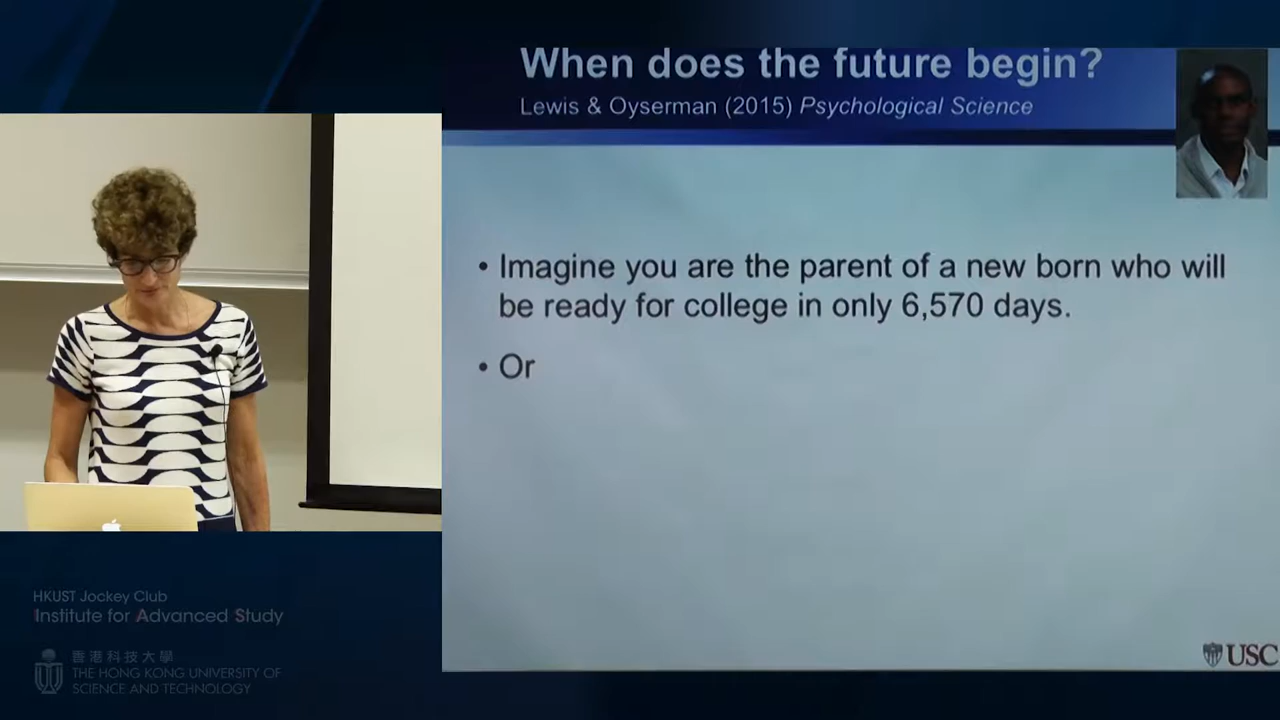 When does the future begin?
Lewis & Oyserman (2015) Psychological Science
• Imagine you are the parent of a new born who will
be ready for college in only 6,570 days.
• Or
HKUST Jockey Club
Institute for Advanced Study
香港科技大學
THE HONG KONG UNIVERSITY OF
SCIENCE AND TECHNOLOGY
USC